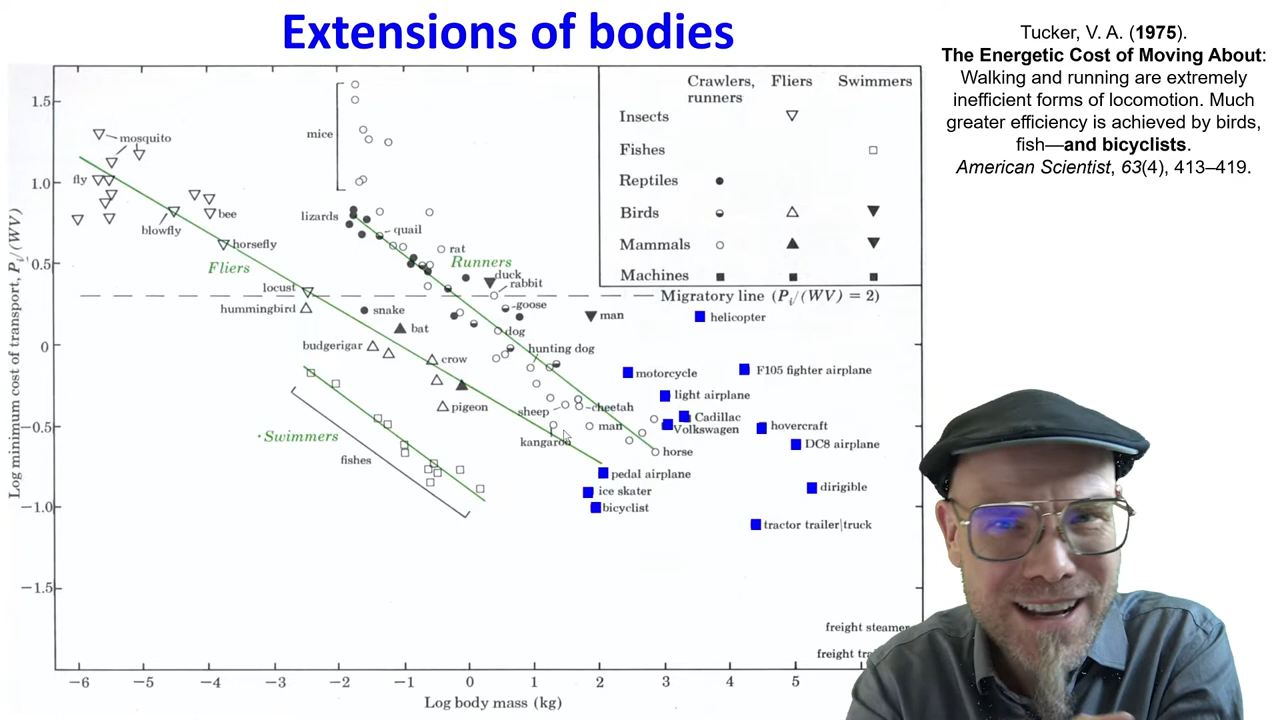 Extensions of bodies
Tucker, V. A. (1975).
The Energetic Cost of Moving About:
Walking and running are extremely
inefficient forms of locomotion. Much
greater efficiency is achieved by birds,
fish—and bicyclists.
American Scientist, 63(4), 413–419.
Crawlers, runners Fliers Swimmers
Insects
Fishes
Reptiles
Birds
Mammals
Machines
Log minimum cost of transport, Pi/(WV)
1.5
1.0
0.5
0
−0.5
−1.0
−1.5
mice
mosquito
fly
lizards
bee
blowfly
quail
horsefly
rat
Fliers
Runners
duck
rabbit
locust
Migratory line (Pi/(WV) = 2)
hummingbird
snake
goose
man
helicopter
bat
dog
budgerigar
crow
hunting dog
motorcycle
F105 fighter airplane
light airplane
pigeon
sheep
cheetah
Cadillac
Volkswagen
man
hovercraft
Swimmers
kangaroo
DC8 airplane
fishes
horse
pedal airplane
ice skater
dirigible
bicyclist
tractor trailer truck
freight steamer
freight
−6 −5 −4 −3 −2 −1 0 1 2 3 4 5
Log body mass (kg)